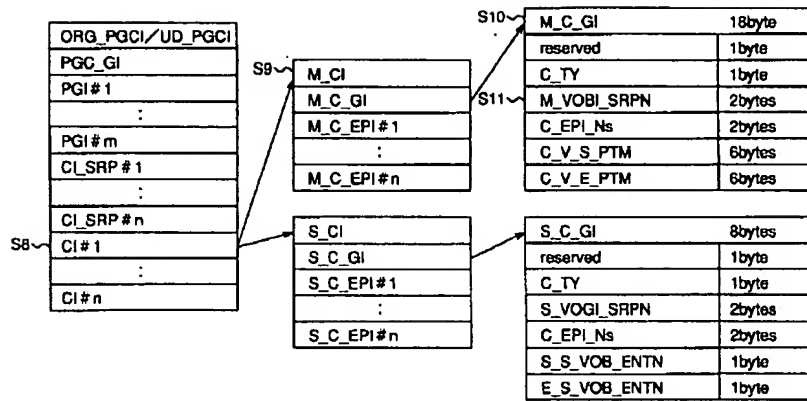 ORG_PGCI/UD_PGCI
PGC_GI
PGI#1
:
PGI#m
CI_SRP#1
:
CI_SRP#n
S8 CI#1
:
CI#n
S9 M_CI
M_C_GI
M_C_EPI#1
:
M_C_EPI#n
S_CI
S_C_GI
S_C_EPI#1
:
S_C_EPI#n
S10 M_C_GI 18byte
reserved 1byte
C_TY 1byte
S11 M_VOBI_SRPN 2bytes
C_EPI_Ns 2bytes
C_V_S_PTM 6bytes
C_V_E_PTM 6bytes
S_C_GI 8bytes
reserved 1byte
C_TY 1byte
S_VOGI_SRPN 2bytes
C_EPI_Ns 2bytes
S_S_VOB_ENTN 1byte
E_S_VOB_ENTN 1byte